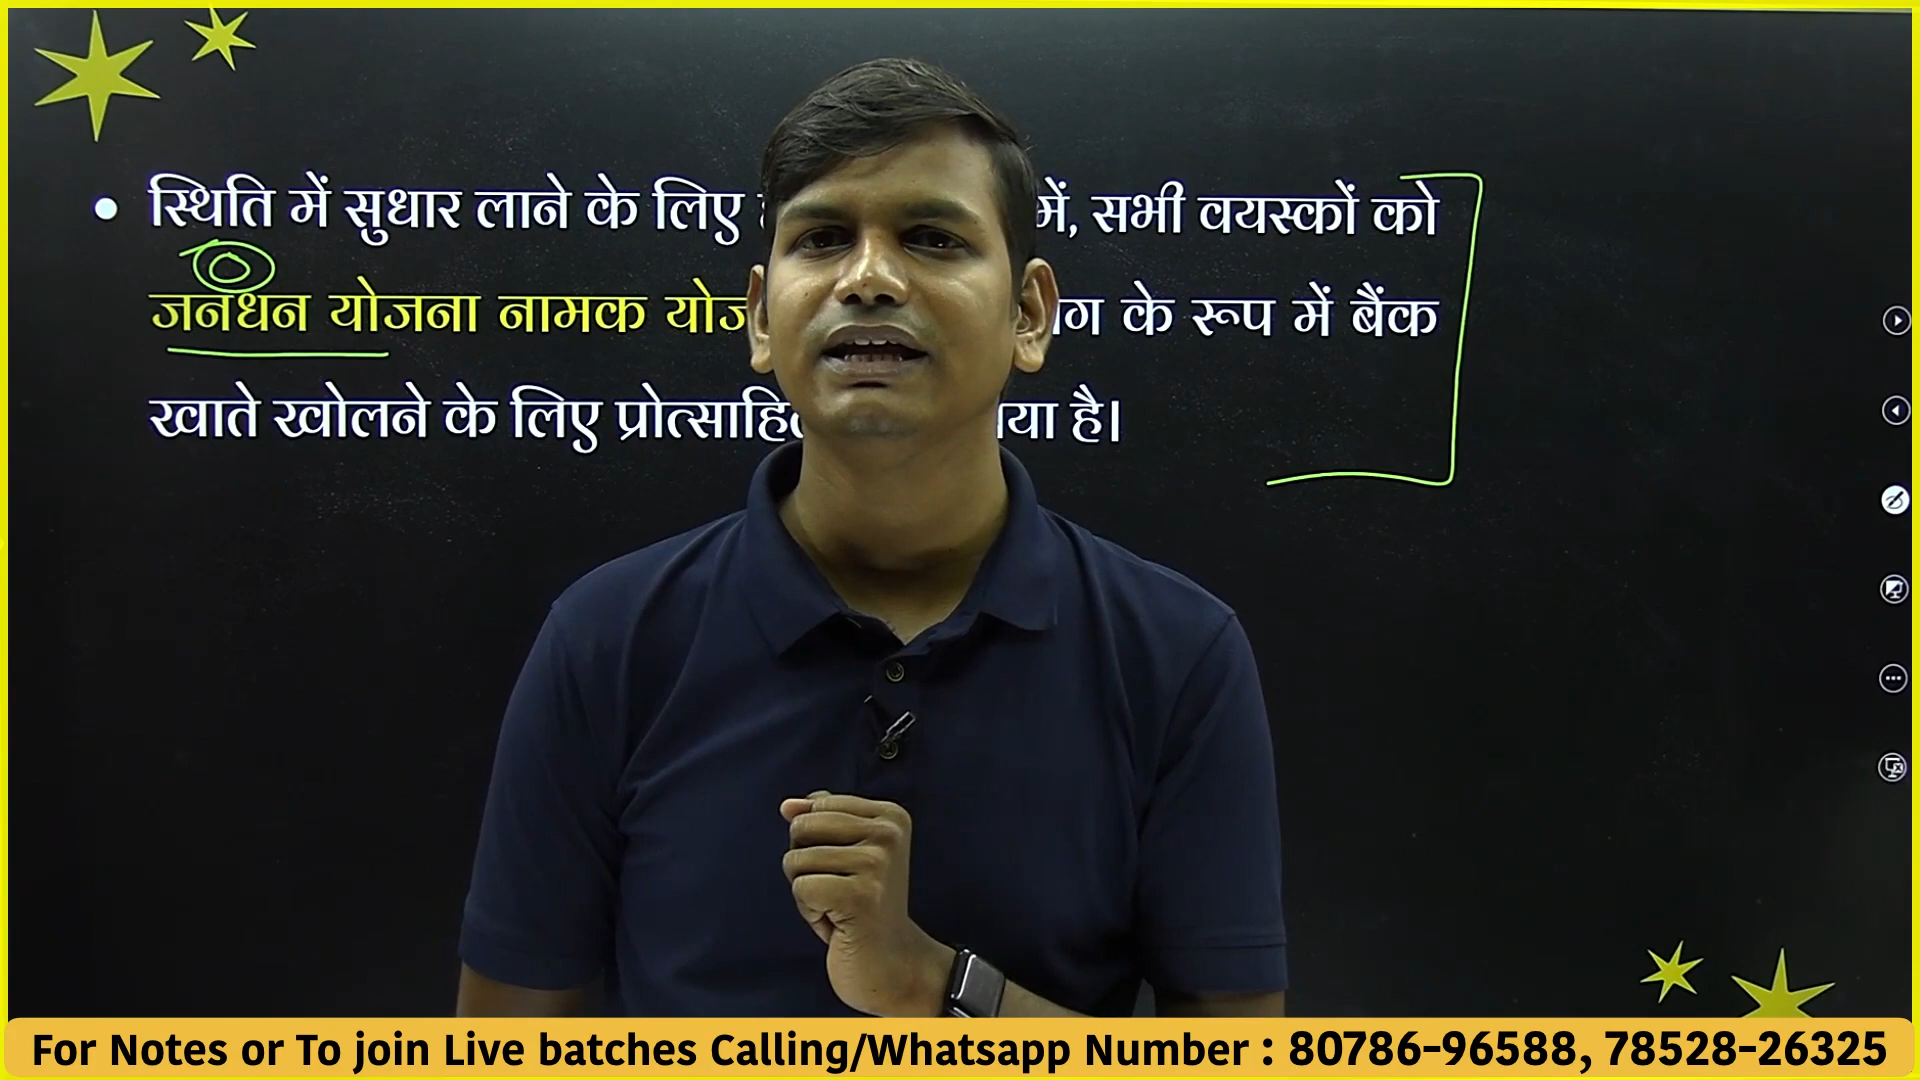 • स्थिति में सुधार लाने के लिए में, सभी वयस्कों को
जनधन योजना नामक के रूप में बैंक
खाते खोलने के लिए है।
For Notes or To join Live batches Calling/Whatsapp Number : 80786-96588, 78528-26325